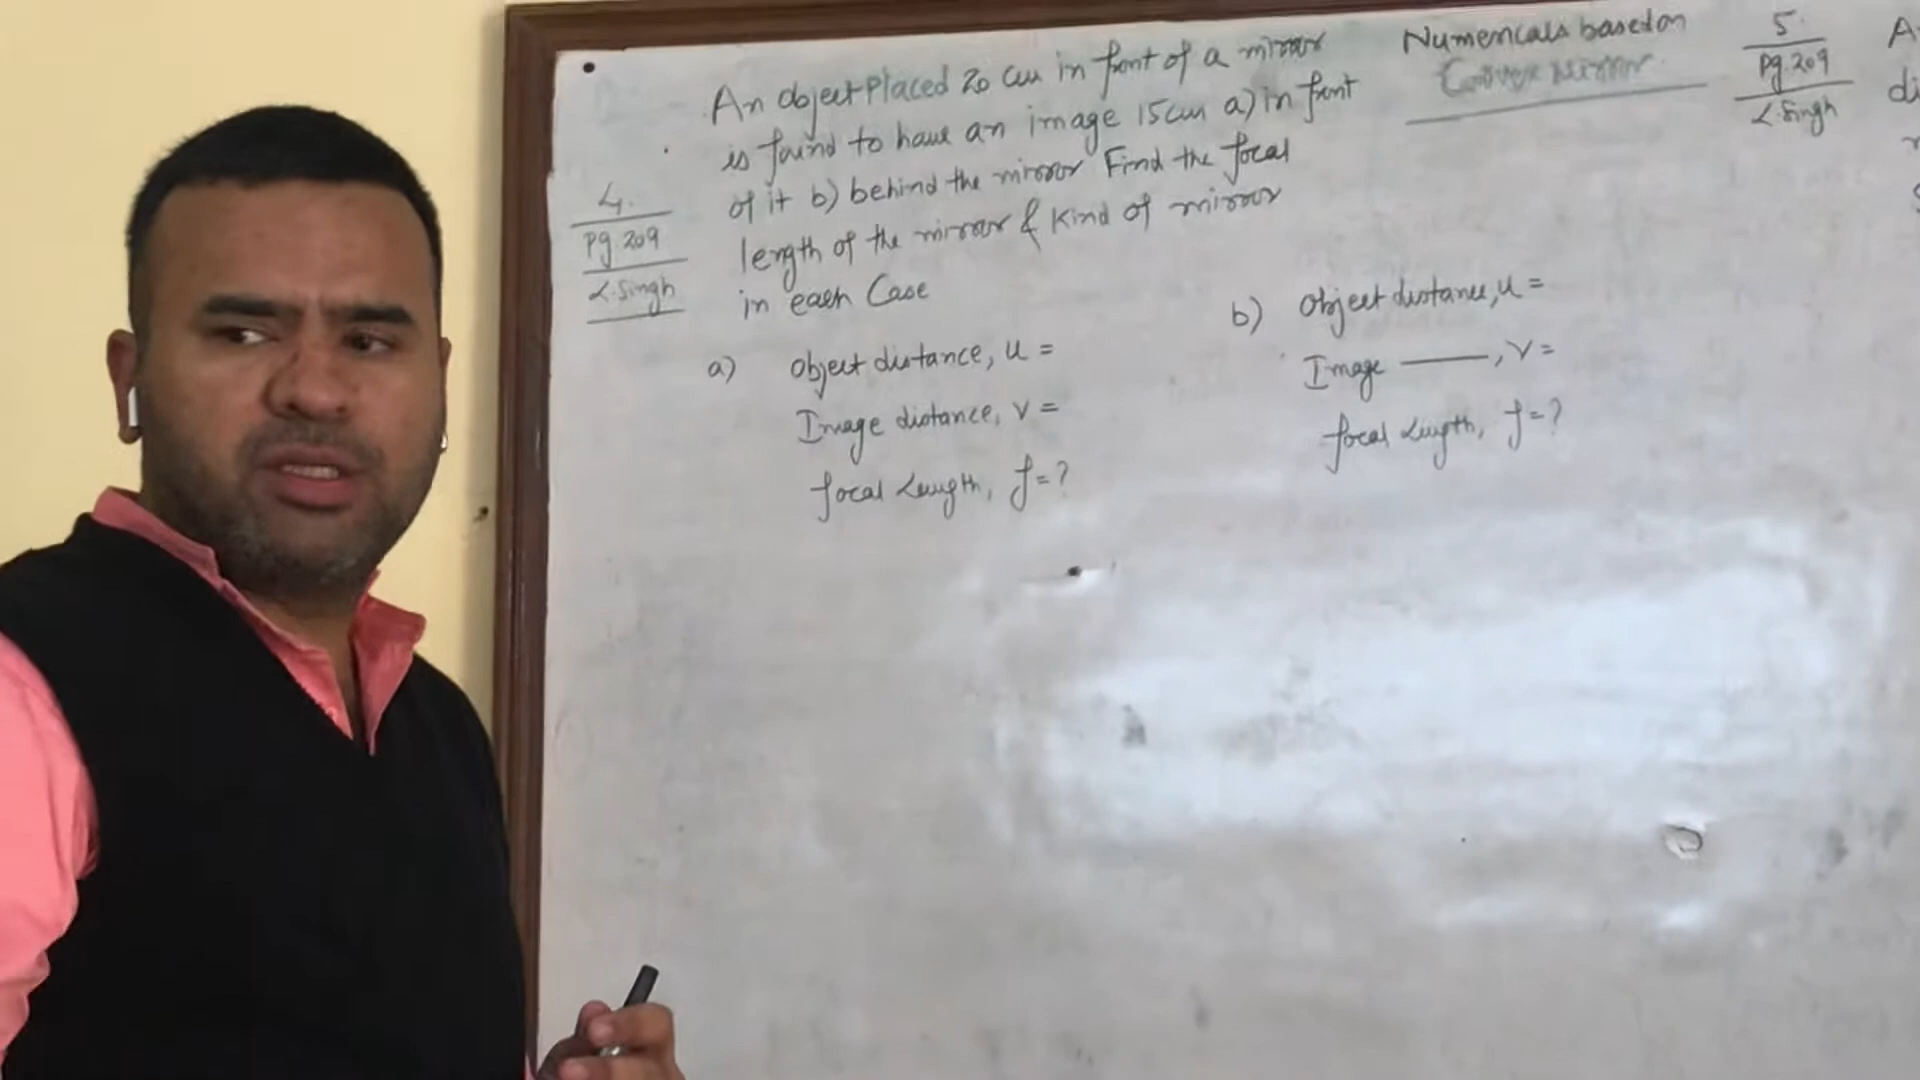 An object placed 20 cm in front of a mirror
is found to have an image 15 cm a) in front
of it b) behind the mirror Find the focal
length of the mirror & kind of mirror
in each Case
4.
Pg. 209
L. Singh
Numericals based on
Convex Mirror
5.
Pg. 209
L. Singh
A
di
a) Object distance, u =
Image distance, v =
focal length, f = ?
b) Object distance, u =
Image ——, v =
focal length, f = ?